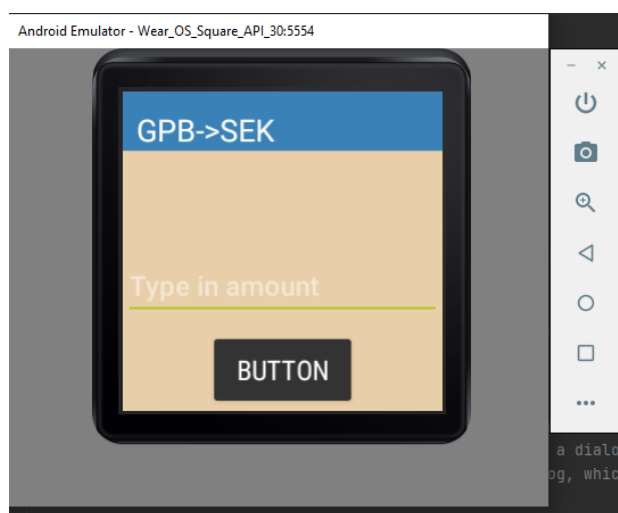 Android Emulator - Wear_OS_Square_API_30:5554
GPB->SEK
Type in amount
BUTTON
a dialo
og, whic